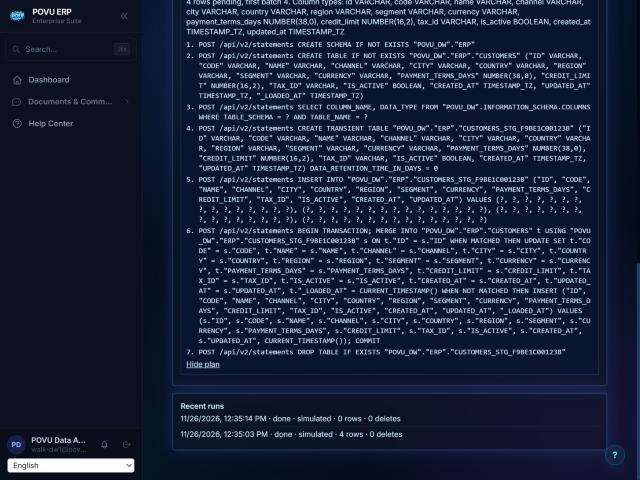 POVU ERP
Enterprise Suite
Search...
Dashboard
Documents & Comm...
Help Center
4 rows pending, first batch 4. Column types: id VARCHAR, code VARCHAR, name VARCHAR, channel VARCHAR,
city VARCHAR, country VARCHAR, region VARCHAR, segment VARCHAR, currency VARCHAR,
payment_terms_days NUMBER(38,0), credit_limit NUMBER(16,2), tax_id VARCHAR, is_active BOOLEAN, created_at
TIMESTAMP_TZ, updated_at TIMESTAMP_TZ
1. POST /api/v2/statements CREATE SCHEMA IF NOT EXISTS "POVU_DW"."ERP"
2. POST /api/v2/statements CREATE TABLE IF NOT EXISTS "POVU_DW"."ERP"."CUSTOMERS" ("ID" VARCHAR,
"CODE" VARCHAR, "NAME" VARCHAR, "CHANNEL" VARCHAR, "CITY" VARCHAR, "COUNTRY" VARCHAR, "REGION"
VARCHAR, "SEGMENT" VARCHAR, "CURRENCY" VARCHAR, "PAYMENT_TERMS_DAYS" NUMBER(38,0), "CREDIT_LIMI
T" NUMBER(16,2), "TAX_ID" VARCHAR, "IS_ACTIVE" BOOLEAN, "CREATED_AT" TIMESTAMP_TZ, "UPDATED_AT"
TIMESTAMP_TZ, "_LOADED_AT" TIMESTAMP_TZ)
3. POST /api/v2/statements SELECT COLUMN_NAME, DATA_TYPE FROM "POVU_DW".INFORMATION_SCHEMA.COLUMNS
WHERE TABLE_SCHEMA = ? AND TABLE_NAME = ?
4. POST /api/v2/statements CREATE TRANSIENT TABLE "POVU_DW"."ERP"."CUSTOMERS_STG_F9BE1C00123B" ("I
D" VARCHAR, "CODE" VARCHAR, "NAME" VARCHAR, "CHANNEL" VARCHAR, "CITY" VARCHAR, "COUNTRY" VARCHA
R, "REGION" VARCHAR, "SEGMENT" VARCHAR, "CURRENCY" VARCHAR, "PAYMENT_TERMS_DAYS" NUMBER(38,0),
"CREDIT_LIMIT" NUMBER(16,2), "TAX_ID" VARCHAR, "IS_ACTIVE" BOOLEAN, "CREATED_AT" TIMESTAMP_TZ,
"UPDATED_AT" TIMESTAMP_TZ) DATA_RETENTION_TIME_IN_DAYS = 0
5. POST /api/v2/statements INSERT INTO "POVU_DW"."ERP"."CUSTOMERS_STG_F9BE1C00123B" ("ID", "CODE",
"NAME", "CHANNEL", "CITY", "COUNTRY", "REGION", "SEGMENT", "CURRENCY", "PAYMENT_TERMS_DAYS", "C
REDIT_LIMIT", "TAX_ID", "IS_ACTIVE", "CREATED_AT", "UPDATED_AT") VALUES (?, ?, ?, ?, ?, ?, ?,
?, ?, ?, ?, ?, ?, ?, ?), (?, ?, ?, ?, ?, ?, ?, ?, ?, ?, ?, ?, ?, ?, ?), (?, ?, ?, ?, ?, ?, ?,
?, ?, ?, ?, ?, ?, ?, ?), (?, ?, ?, ?, ?, ?, ?, ?, ?, ?, ?, ?, ?, ?, ?)
6. POST /api/v2/statements BEGIN TRANSACTION; MERGE INTO "POVU_DW"."ERP"."CUSTOMERS" t USING "POVU
_DW"."ERP"."CUSTOMERS_STG_F9BE1C00123B" s ON t."ID" = s."ID" WHEN MATCHED THEN UPDATE SET t."CO
DE" = s."CODE", t."NAME" = s."NAME", t."CHANNEL" = s."CHANNEL", t."CITY" = s."CITY", t."COUNTR
Y" = s."COUNTRY", t."REGION" = s."REGION", t."SEGMENT" = s."SEGMENT", t."CURRENCY" = s."CURRENC
Y", t."PAYMENT_TERMS_DAYS" = s."PAYMENT_TERMS_DAYS", t."CREDIT_LIMIT" = s."CREDIT_LIMIT", t."TA
X_ID" = s."TAX_ID", t."IS_ACTIVE" = s."IS_ACTIVE", t."CREATED_AT" = s."CREATED_AT", t."UPDATED_
AT" = s."UPDATED_AT", t."_LOADED_AT" = CURRENT_TIMESTAMP() WHEN NOT MATCHED THEN INSERT ("ID",
"CODE", "NAME", "CHANNEL", "CITY", "COUNTRY", "REGION", "SEGMENT", "CURRENCY", "PAYMENT_TERMS_D
AYS", "CREDIT_LIMIT", "TAX_ID", "IS_ACTIVE", "CREATED_AT", "UPDATED_AT", "_LOADED_AT") VALUES
(s."ID", s."CODE", s."NAME", s."CHANNEL", s."CITY", s."COUNTRY", s."REGION", s."SEGMENT", s."CU
RRENCY", s."PAYMENT_TERMS_DAYS", s."CREDIT_LIMIT", s."TAX_ID", s."IS_ACTIVE", s."CREATED_AT",
s."UPDATED_AT", CURRENT_TIMESTAMP()); COMMIT
7. POST /api/v2/statements DROP TABLE IF EXISTS "POVU_DW"."ERP"."CUSTOMERS_STG_F9BE1C00123B"
Hide plan
Recent runs
11/26/2026, 12:35:14 PM · done · simulated · 0 rows · 0 deletes
11/26/2026, 12:35:03 PM · done · simulated · 4 rows · 0 deletes
PD
POVU Data A...
walk-dw1@pov...
English
?